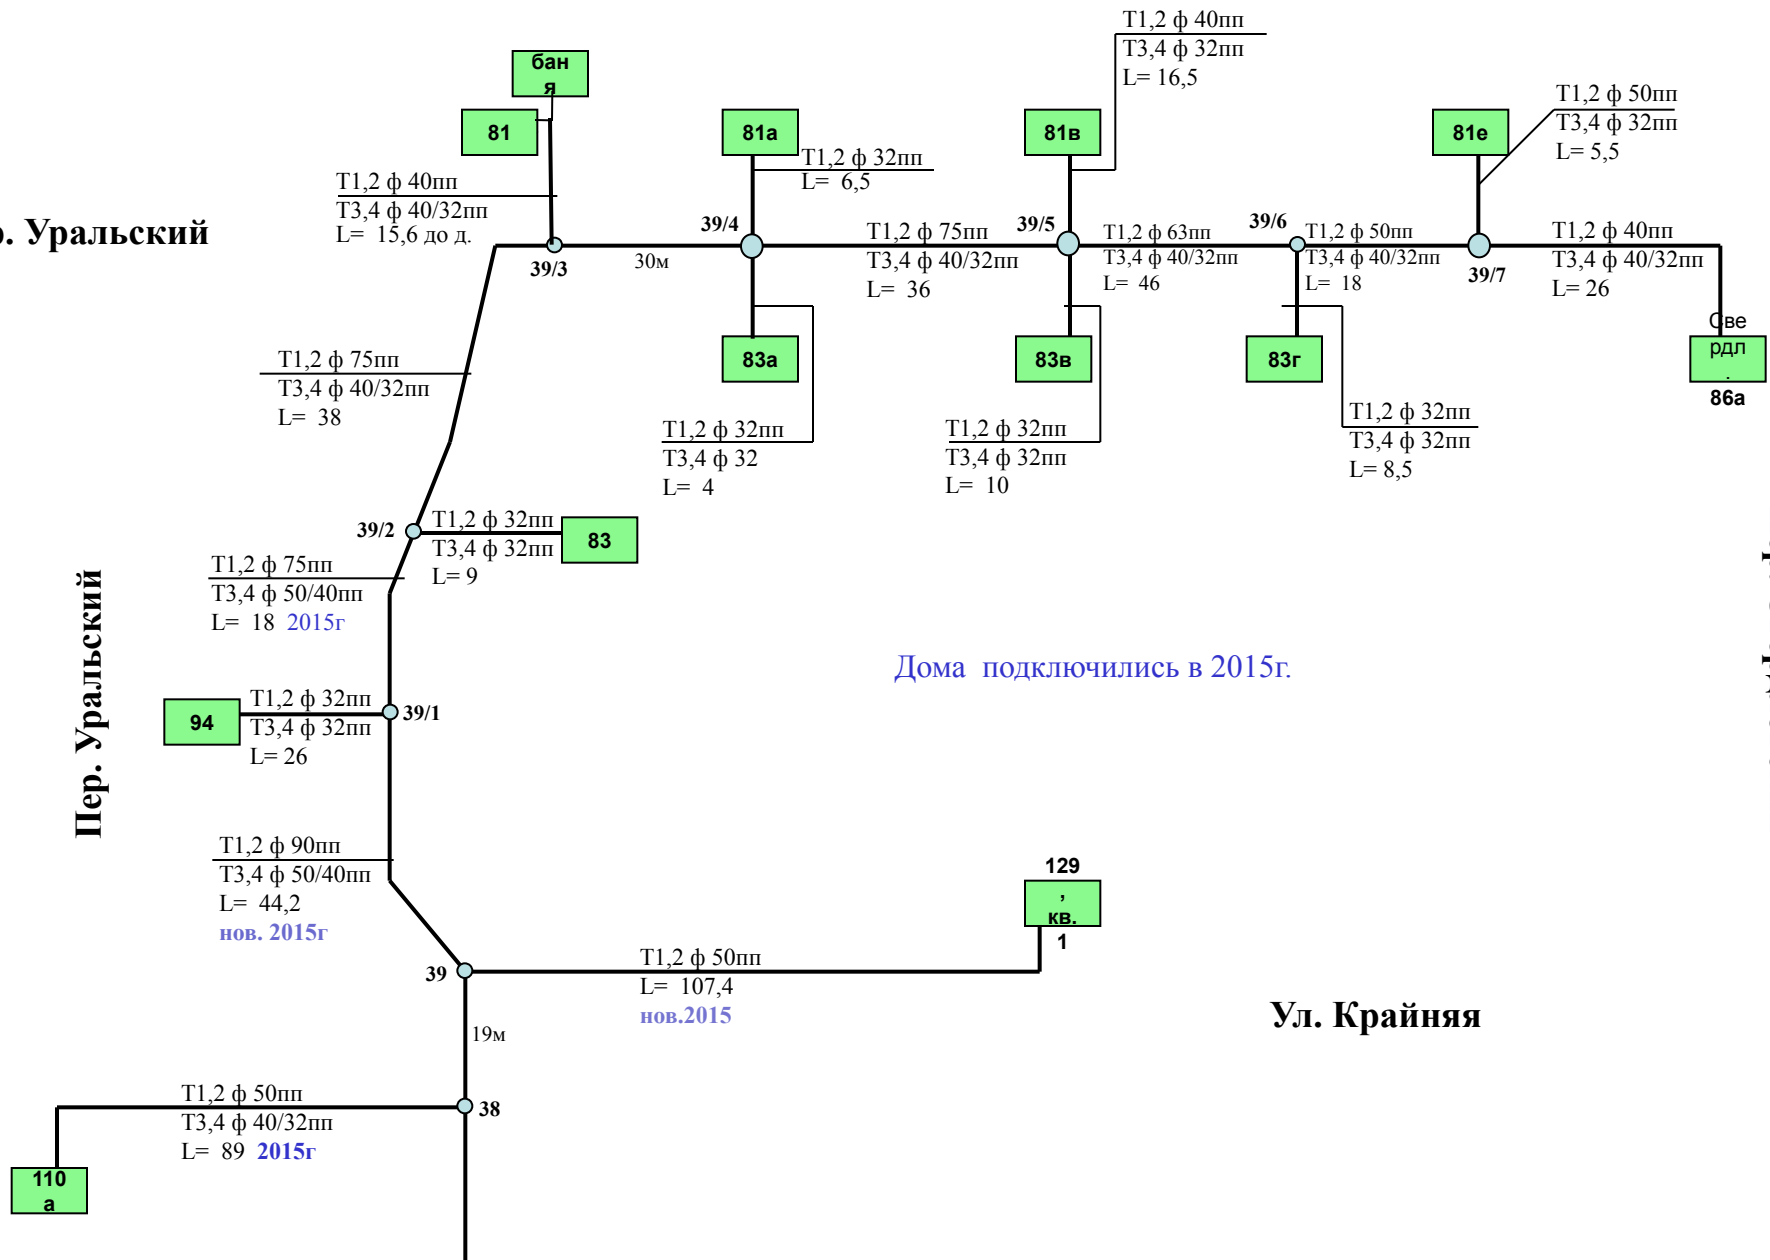 Т1,2 ф 40пп
Т3,4 ф 32пп
L= 16,5
бан
я
81
81а
81в
81е
Т1,2 ф 50пп
Т3,4 ф 32пп
L= 5,5
Т1,2 ф 32пп
L= 6,5
Т1,2 ф 40пп
Т3,4 ф 40/32пп
L= 15,6 до д.
р. Уральский
39/3
30м
39/4
Т1,2 ф 75пп
Т3,4 ф 40/32пп
L= 36
39/5
Т1,2 ф 63пп
Т3,4 ф 40/32пп
L= 46
39/6
Т1,2 ф 50пп
Т3,4 ф 40/32пп
L= 18
39/7
Т1,2 ф 40пп
Т3,4 ф 40/32пп
L= 26
Све
рдл
.
86а
83а
83в
83г
Т1,2 ф 75пп
Т3,4 ф 40/32пп
L= 38
Т1,2 ф 32пп
Т3,4 ф 32
L= 4
Т1,2 ф 32пп
Т3,4 ф 32пп
L= 10
Т1,2 ф 32пп
Т3,4 ф 32пп
L= 8,5
39/2
Т1,2 ф 32пп
Т3,4 ф 32пп
L= 9
83
Т1,2 ф 75пп
Т3,4 ф 50/40пп
L= 18 2015г
Пер. Уральский
Дома подключились в 2015г.
94
Т1,2 ф 32пп
Т3,4 ф 32пп
L= 26
39/1
Т1,2 ф 90пп
Т3,4 ф 50/40пп
L= 44,2
нов. 2015г
129
,
кв.
1
39
Т1,2 ф 50пп
L= 107,4
нов.2015
Ул. Крайняя
19м
38
Т1,2 ф 50пп
Т3,4 ф 40/32пп
L= 89 2015г
110
а